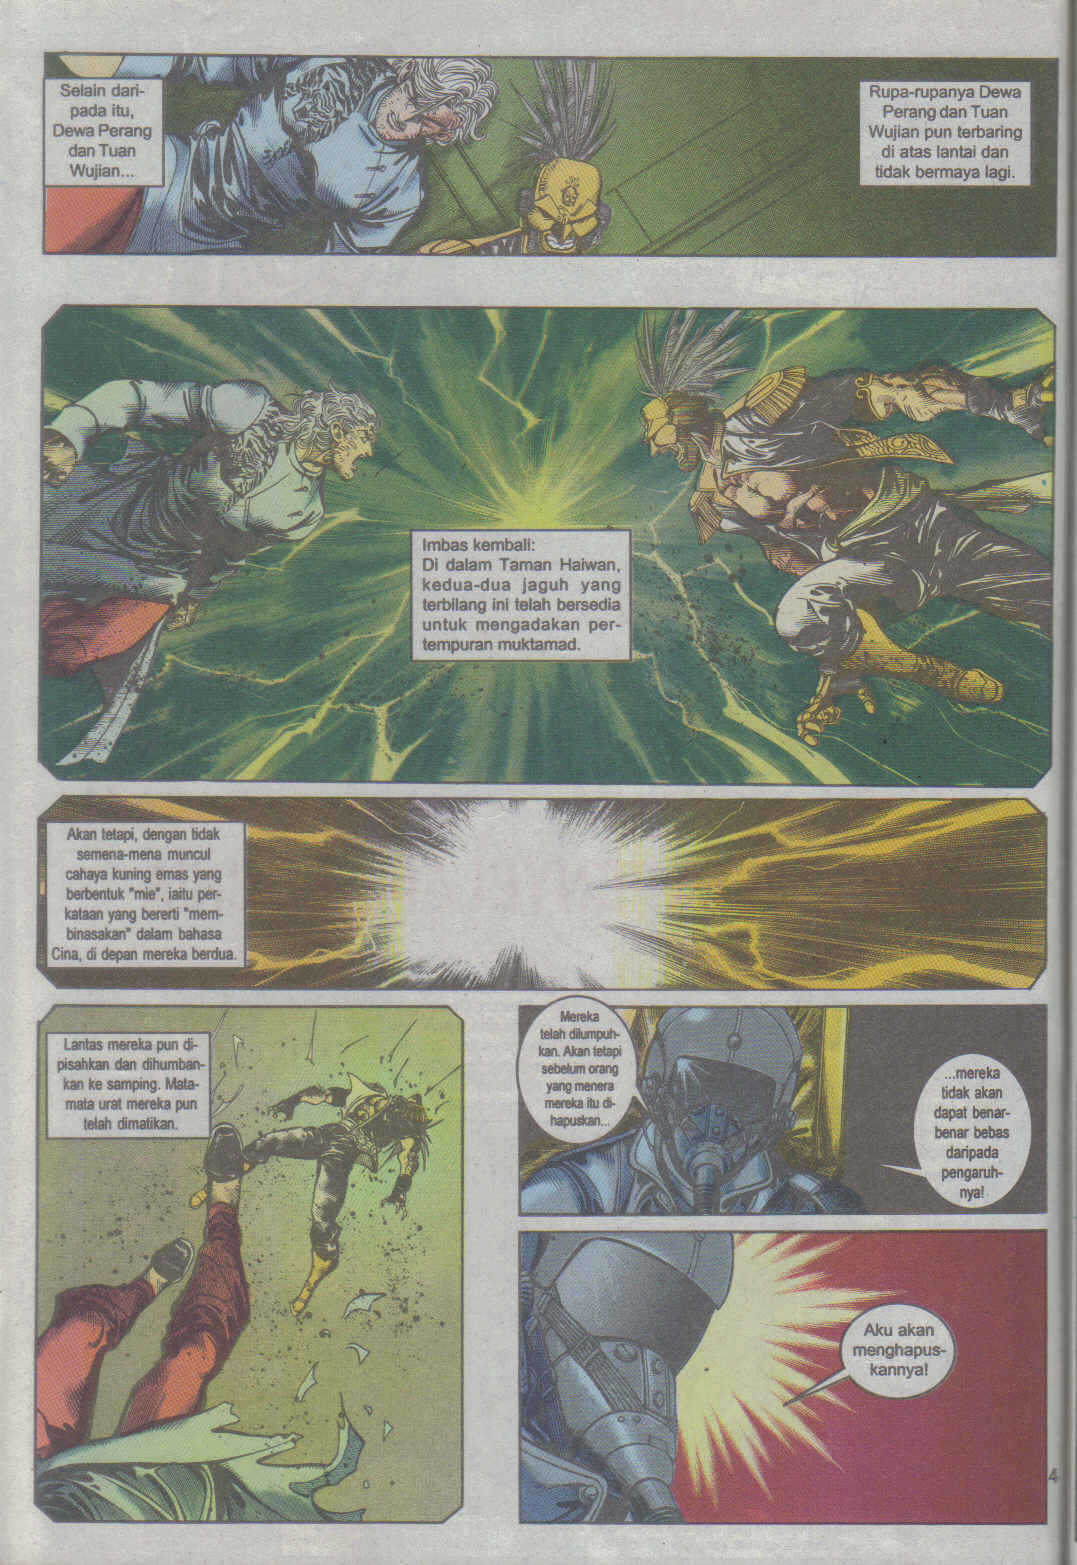 Selain dari-
pada itu,
Dewa Perang
dan Tuan
Wujian...
Rupa-rupanya Dewa
Perang dan Tuan
Wujian pun terbaring
di atas lantai dan
tidak bermaya lagi.
Imbas kembali:
Di dalam Taman Haiwan,
kedua-dua jaguh yang
terbilang ini telah bersedia
untuk mengadakan per-
tempuran muktamad.
Akan tetapi, dengan tidak
semena-mena muncul
cahaya kuning emas yang
berbentuk "mie", iaitu per-
kataan yang bererti "mem-
binasakan" dalam bahasa
Cina, di depan mereka berdua.
Lantas mereka pun di-
pisahkan dan dihumban-
kan ke samping. Mata-
mata urat mereka pun
telah dimatikan.
Mereka
telah dilumpuh-
kan. Akan tetapi
sebelum orang
yang menera
mereka itu di-
hapuskan...
...mereka
tidak akan
dapat benar-
benar bebas
daripada
pengaruh-
nya!
Aku akan
menghapus-
kannya!
4